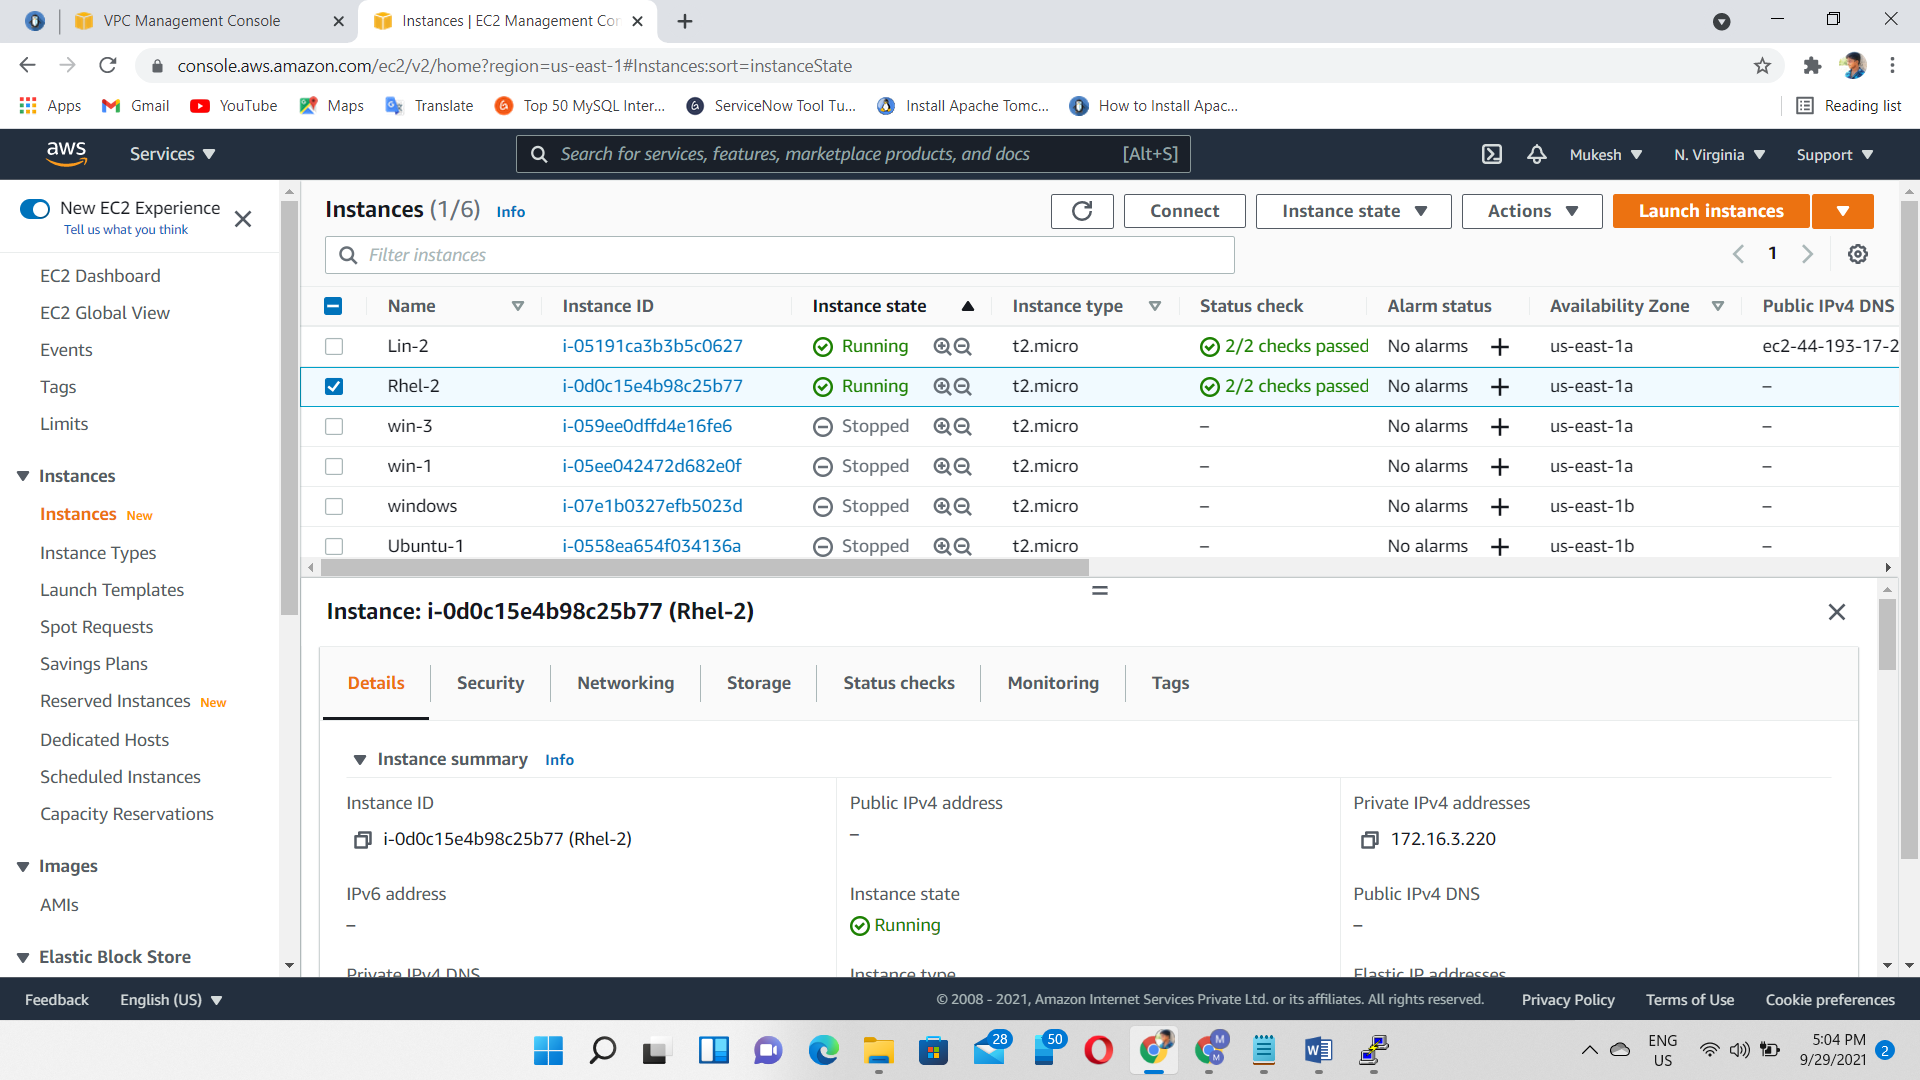 VPC Management Console
Instances | EC2 Management Con
console.aws.amazon.com/ec2/v2/home?region=us-east-1#Instances:sort=instanceState
Apps Gmail YouTube Maps Translate Top 50 MySQL Inter... ServiceNow Tool Tu... Install Apache Tomc... How to Install Apac... Reading list
aws Services Search for services, features, marketplace products, and docs [Alt+S] Mukesh N. Virginia Support
New EC2 Experience
Tell us what you think
EC2 Dashboard
EC2 Global View
Events
Tags
Limits
Instances
Instances New
Instance Types
Launch Templates
Spot Requests
Savings Plans
Reserved Instances New
Dedicated Hosts
Scheduled Instances
Capacity Reservations
Images
AMIs
Elastic Block Store
Instances (1/6) Info Connect Instance state Actions Launch instances
Filter instances 1
Name Instance ID Instance state Instance type Status check Alarm status Availability Zone Public IPv4 DNS
Lin-2 i-05191ca3b3b5c0627 Running t2.micro 2/2 checks passed No alarms + us-east-1a ec2-44-193-17-2
Rhel-2 i-0d0c15e4b98c25b77 Running t2.micro 2/2 checks passed No alarms + us-east-1a –
win-3 i-059ee0dffd4e16fe6 Stopped t2.micro – No alarms + us-east-1a –
win-1 i-05ee042472d682e0f Stopped t2.micro – No alarms + us-east-1a –
windows i-07e1b0327efb5023d Stopped t2.micro – No alarms + us-east-1b –
Ubuntu-1 i-0558ea654f034136a Stopped t2.micro – No alarms + us-east-1b –
Instance: i-0d0c15e4b98c25b77 (Rhel-2)
Details Security Networking Storage Status checks Monitoring Tags
Instance summary Info
Instance ID Public IPv4 address Private IPv4 addresses
i-0d0c15e4b98c25b77 (Rhel-2) – 172.16.3.220
IPv6 address Instance state Public IPv4 DNS
– Running –
Private IPv4 DNS Instance type Elastic IP addresses
Feedback English (US) © 2008 - 2021, Amazon Internet Services Private Ltd. or its affiliates. All rights reserved. Privacy Policy Terms of Use Cookie preferences
28 50 M M W
ENG
US
5:04 PM
9/29/2021
2